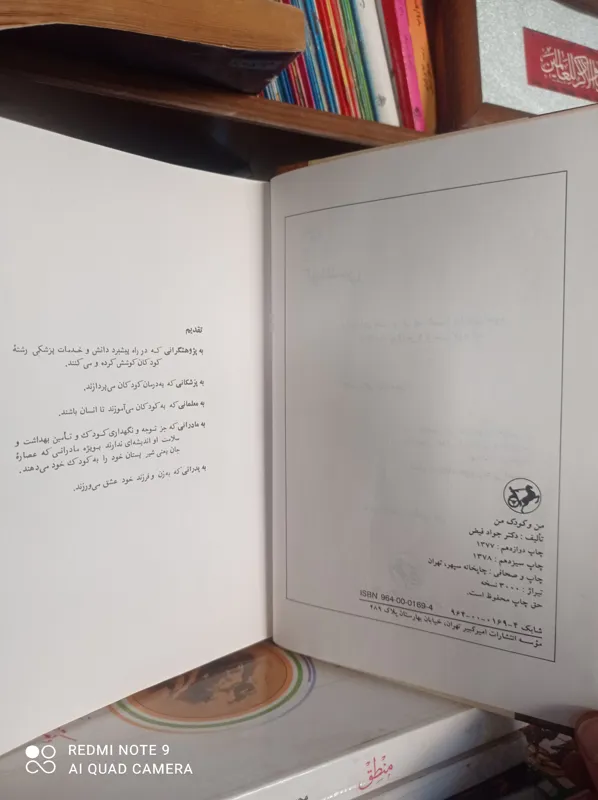 تقدیم
به پژوهشگرانی که در راه پیشبرد دانش و خدمات پزشکی رشتهٔ
کودکان کوشش کرده و می‌کنند.
به پزشکانی که به‌درمان کودکان می‌پردازند.
به معلمانی که به‌کودکان می‌آموزند تا انسان باشند.
به مادرانی که جز توجه و نگهداری کودک و تأمین بهداشت و
سلامت او اندیشه‌ای ندارند بویژه مادرانی که عصارهٔ
جان یعنی شیر پستان خود را به کودک خود می‌دهند.
به پدرانی که به‌زن و فرزند خود عشق می‌ورزند.
من و کودک من
تألیف: دکتر جواد فیض
چاپ دوازدهم: ۱۳۷۷
چاپ سیزدهم: ۱۳۷۸
چاپ و صحافی: چاپخانه سپهر، تهران
تیراژ: ۳۰۰۰ نسخه
حق چاپ محفوظ است.
شابک ۴-۰۱۶۹-۰۰-۹۶۴ ISBN 964-00-0169-4
مؤسسه انتشارات امیرکبیر تهران، خیابان بهارستان پلاک ۲۸۹
منطق
REDMI NOTE 9
AI QUAD CAMERA